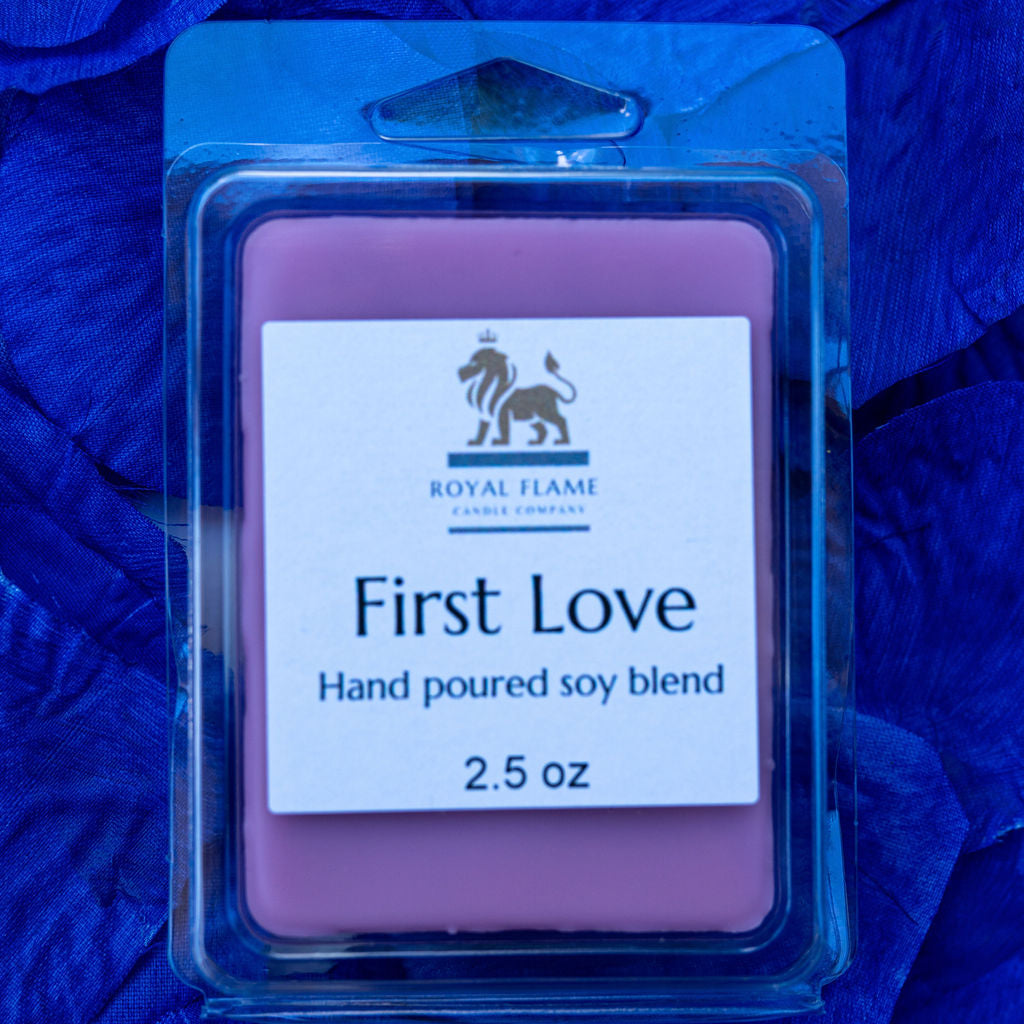 ROYAL FLAME
CANDLE COMPANY
First Love
Hand poured soy blend
2.5 oz